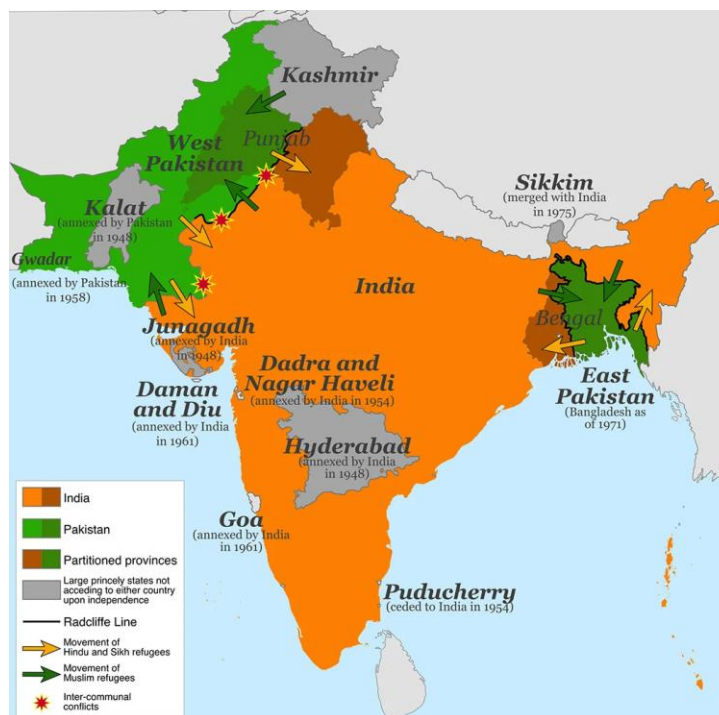 Kashmir
Punjab
West
Pakistan
Sikkim
(merged with India
in 1975)
Kalat
(annexed by Pakistan
in 1948)
Gwadar
(annexed by Pakistan
in 1958)
India
Bengal
Junagadh
(annexed by India
in 1948)
Dadra and
Nagar Haveli
(annexed by India in 1954)
East
Pakistan
(Bangladesh as
of 1971)
Daman
and Diu
(annexed by India
in 1961)
Hyderabad
(annexed by India
in 1948)
Goa
(annexed by India
in 1961)
Puducherry
(ceded to India in 1954)
India
Pakistan
Partitioned provinces
Large princely states not
acceding to either country
upon independence
Radcliffe Line
Movement of
Hindu and Sikh refugees
Movement of
Muslim refugees
Inter-communal
conflicts